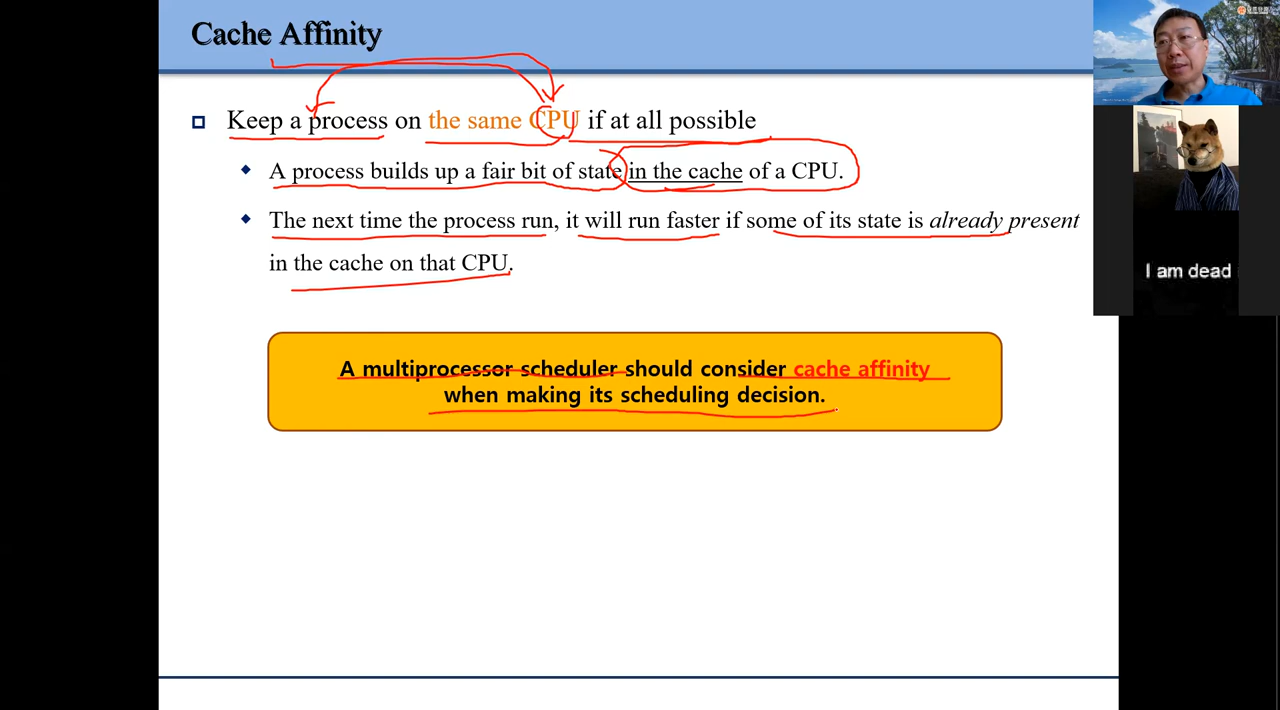 Cache Affinity
Keep a process on the same CPU if at all possible
A process builds up a fair bit of state in the cache of a CPU.
The next time the process run, it will run faster if some of its state is already present
in the cache on that CPU.
A multiprocessor scheduler should consider cache affinity
when making its scheduling decision.
I am dead